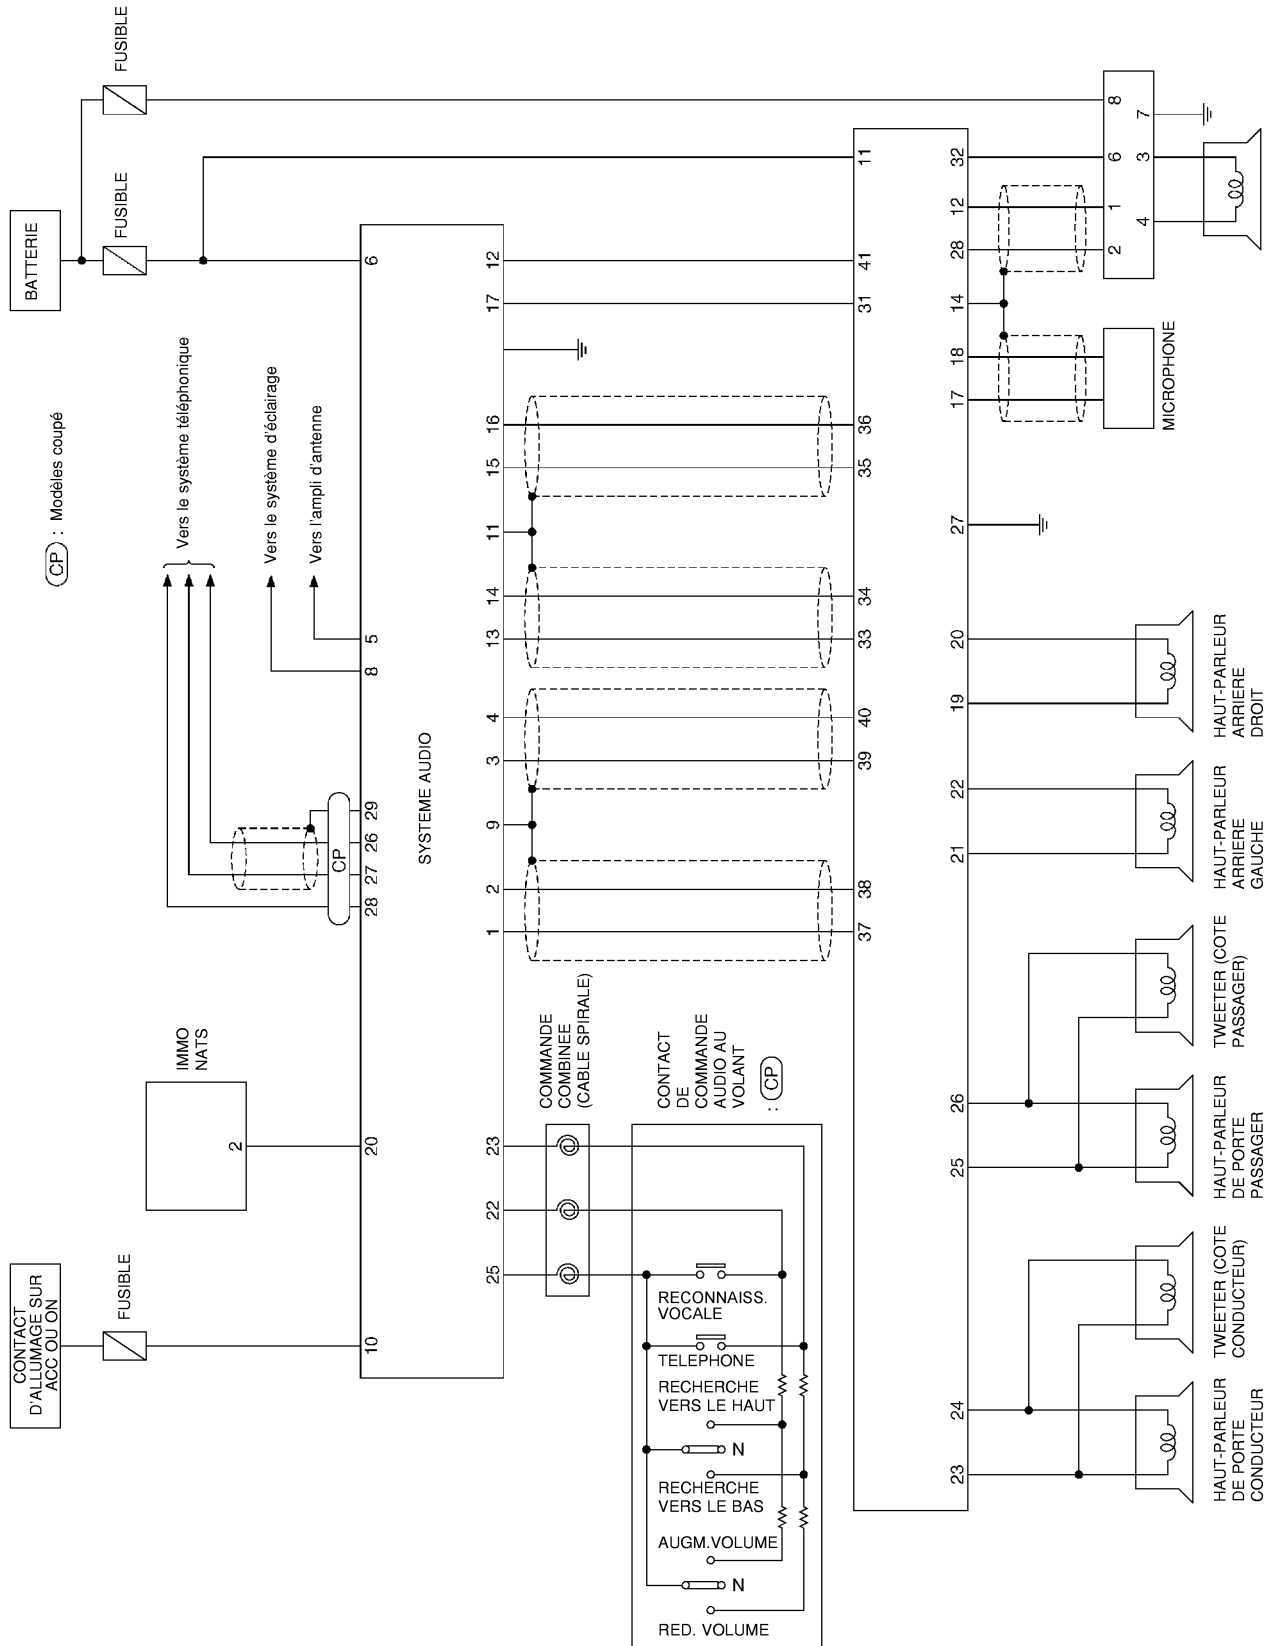 BATTERIE
FUSIBLE
FUSIBLE
CP : Modèles coupé
Vers le système téléphonique
Vers le système d'éclairage
Vers l'ampli d'antenne
IMMO
NATS
2
CONTACT
D'ALLUMAGE SUR
ACC OU ON
FUSIBLE
10
20
28
27
26
29
CP
8
5
6
SYSTEME AUDIO
25
22
23
1
2
9
3
4
13
14
11
15
16
17
12
COMMANDE
COMBINEE
(CABLE SPIRALE)
CONTACT
DE
COMMANDE
AUDIO AU
VOLANT
: CP
RECONNAISS.
VOCALE
TELEPHONE
RECHERCHE
VERS LE HAUT
N
RECHERCHE
VERS LE BAS
AUGM.VOLUME
N
RED. VOLUME
37
38
39
40
33
34
35
36
31
41
11
23
24
25
26
21
22
19
20
27
17
18
14
28
12
32
2
1
6
8
4
3
7
MICROPHONE
HAUT-PARLEUR
DE PORTE
CONDUCTEUR
TWEETER (COTE
CONDUCTEUR)
HAUT-PARLEUR
DE PORTE
PASSAGER
TWEETER (COTE
PASSAGER)
HAUT-PARLEUR
ARRIERE
GAUCHE
HAUT-PARLEUR
ARRIERE
DROIT